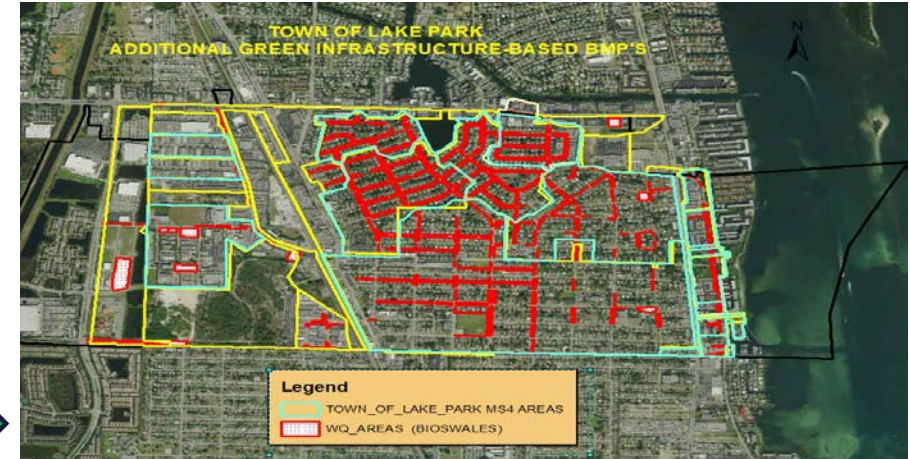 TOWN OF LAKE PARK
ADDITIONAL GREEN INFRASTRUCTURE-BASED BMP'S
N
Legend
TOWN_OF_LAKE_PARK MS4 AREAS
WQ_AREAS (BIOSWALES)